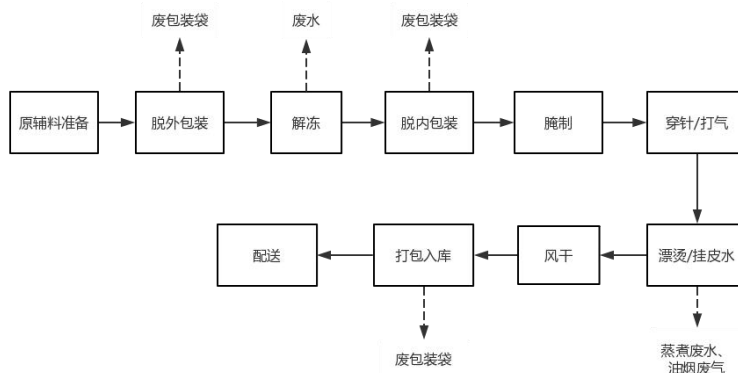 废包装袋
废水
废包装袋
原辅料准备
脱外包装
解冻
脱内包装
腌制
穿针/打气
配送
打包入库
风干
漂烫/挂皮水
废包装袋
蒸煮废水、
油烟废气